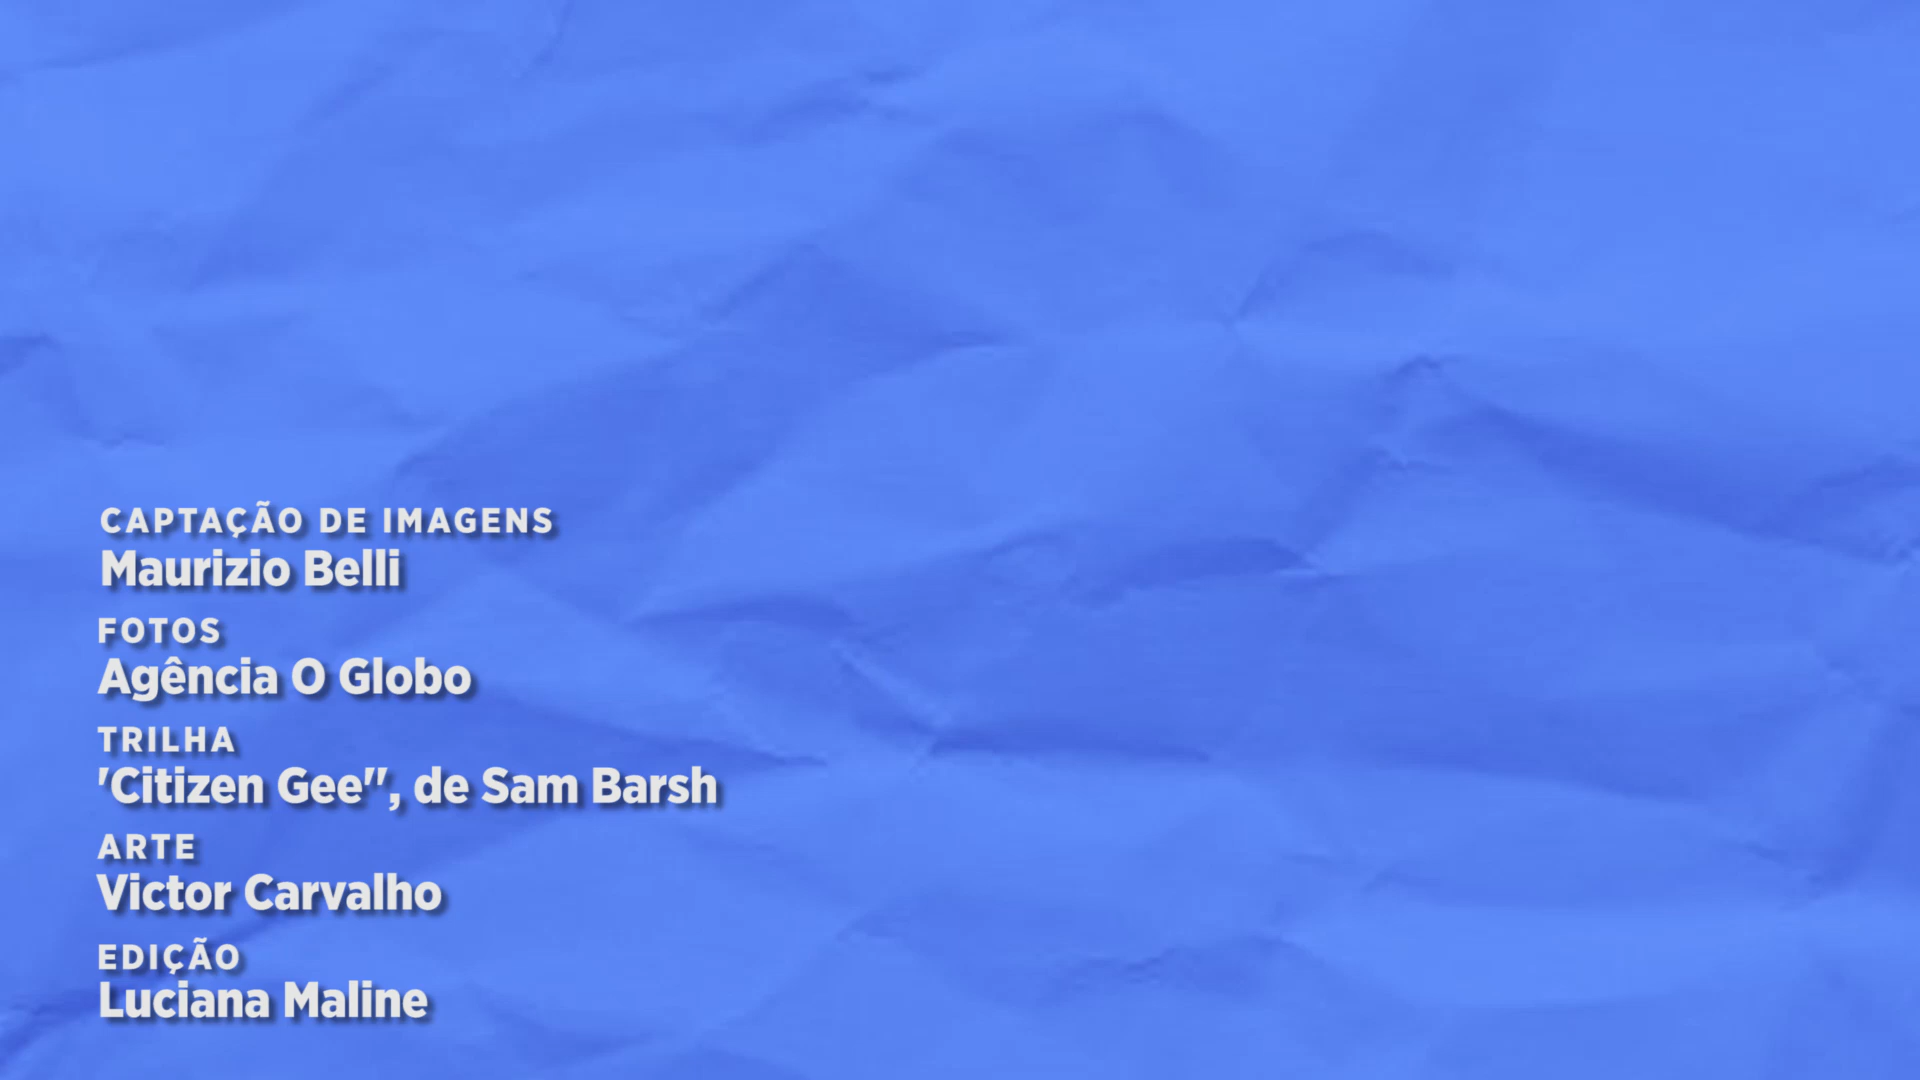 CAPTAÇÃO DE IMAGENS
Maurizio Belli
FOTOS
Agência O Globo
TRILHA
'Citizen Gee", de Sam Barsh
ARTE
Victor Carvalho
EDIÇÃO
Luciana Maline